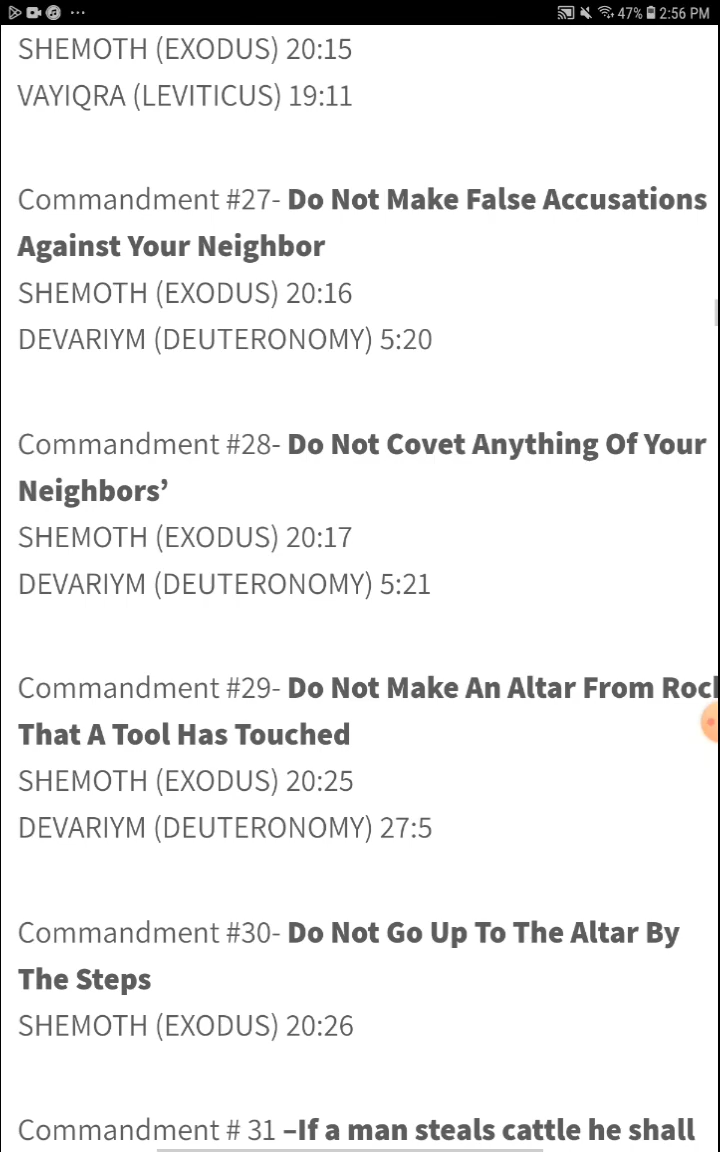 47% 2:56 PM
SHEMOTH (EXODUS) 20:15
VAYIQRA (LEVITICUS) 19:11
Commandment #27- Do Not Make False Accusations
Against Your Neighbor
SHEMOTH (EXODUS) 20:16
DEVARIYM (DEUTERONOMY) 5:20
Commandment #28- Do Not Covet Anything Of Your
Neighbors’
SHEMOTH (EXODUS) 20:17
DEVARIYM (DEUTERONOMY) 5:21
Commandment #29- Do Not Make An Altar From
That A Tool Has Touched
SHEMOTH (EXODUS) 20:25
DEVARIYM (DEUTERONOMY) 27:5
Commandment #30- Do Not Go Up To The Altar By
The Steps
SHEMOTH (EXODUS) 20:26
Commandment # 31 –If a man steals cattle he shall